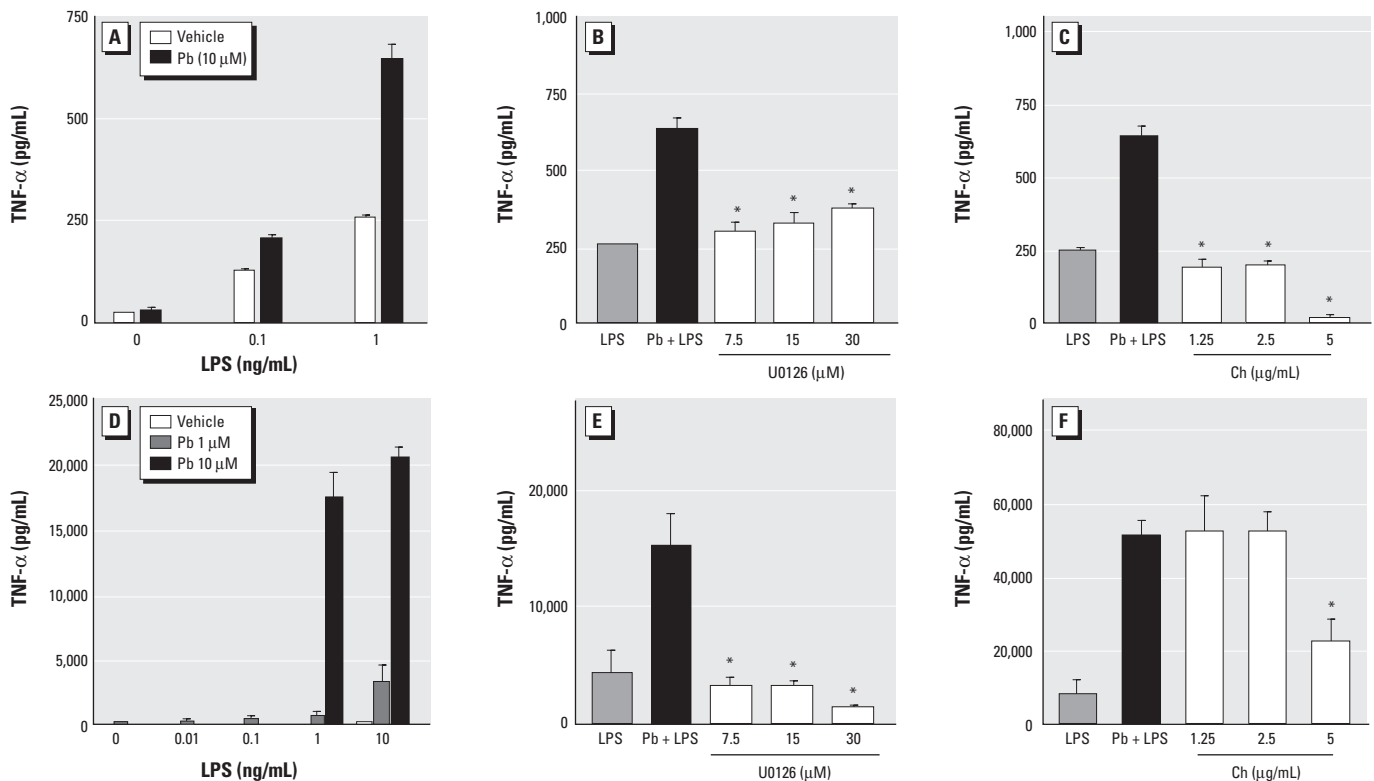 A
Vehicle
Pb (10 μM)
TNF-α (pg/mL)
750
500
250
0
0
0.1
1
LPS (ng/mL)
B
TNF-α (pg/mL)
1,000
750
500
250
0
*
*
*
LPS
Pb + LPS
7.5
15
30
U0126 (μM)
C
TNF-α (pg/mL)
1,000
750
500
250
0
*
*
*
LPS
Pb + LPS
1.25
2.5
5
Ch (μg/mL)
D
Vehicle
Pb 1 μM
Pb 10 μM
TNF-α (pg/mL)
25,000
20,000
15,000
10,000
5,000
0
0
0.01
0.1
1
10
LPS (ng/mL)
E
TNF-α (pg/mL)
20,000
10,000
0
*
*
*
LPS
Pb + LPS
7.5
15
30
U0126 (μM)
F
TNF-α (pg/mL)
80,000
60,000
40,000
20,000
0
*
LPS
Pb + LPS
1.25
2.5
5
Ch (μg/mL)